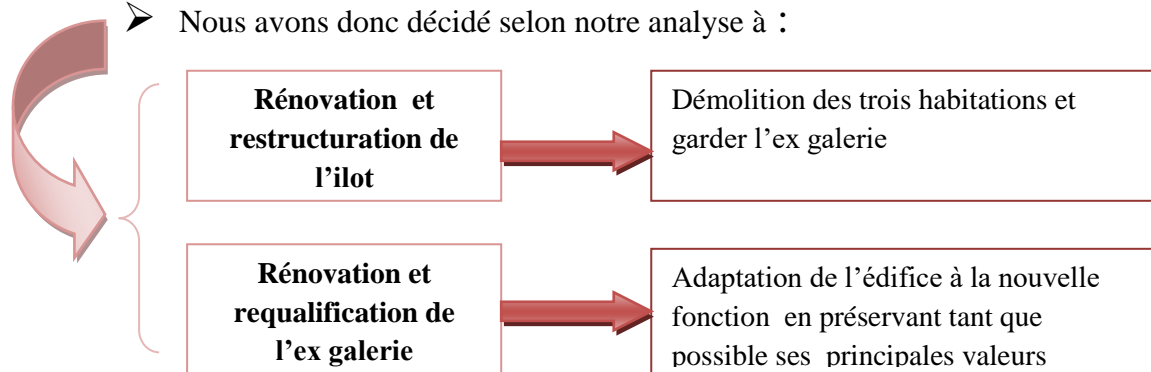 ➢ Nous avons donc décidé selon notre analyse à :
Rénovation et
restructuration de
l’ilot
Démolition des trois habitations et
garder l’ex galerie
Rénovation et
requalification de
l’ex galerie
Adaptation de l’édifice à la nouvelle
fonction en préservant tant que
possible ses principales valeurs